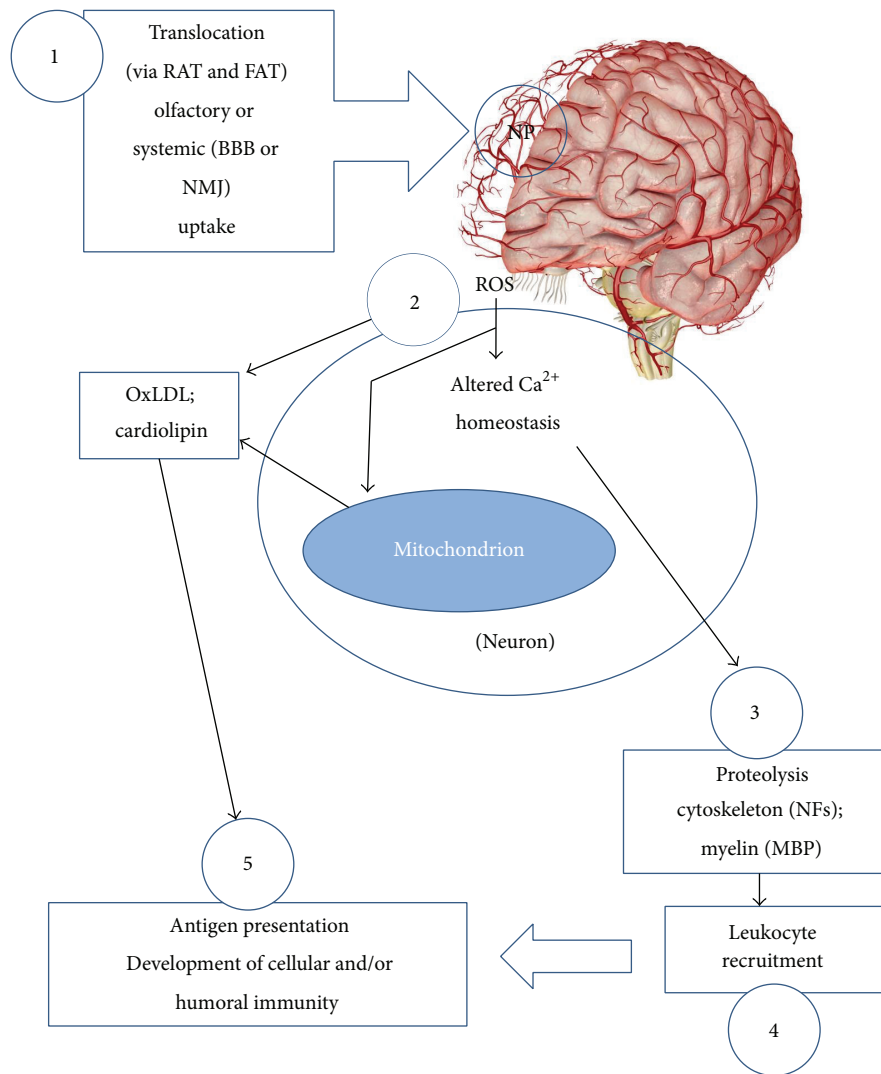 1
Translocation
(via RAT and FAT)
olfactory or
systemic (BBB or
NMJ)
uptake
NP
ROS
2
Altered Ca²⁺
homeostasis
OxLDL;
cardiolipin
Mitochondrion
(Neuron)
3
Proteolysis
cytoskeleton (NFs);
myelin (MBP)
5
Antigen presentation
Development of cellular and/or
humoral immunity
Leukocyte
recruitment
4